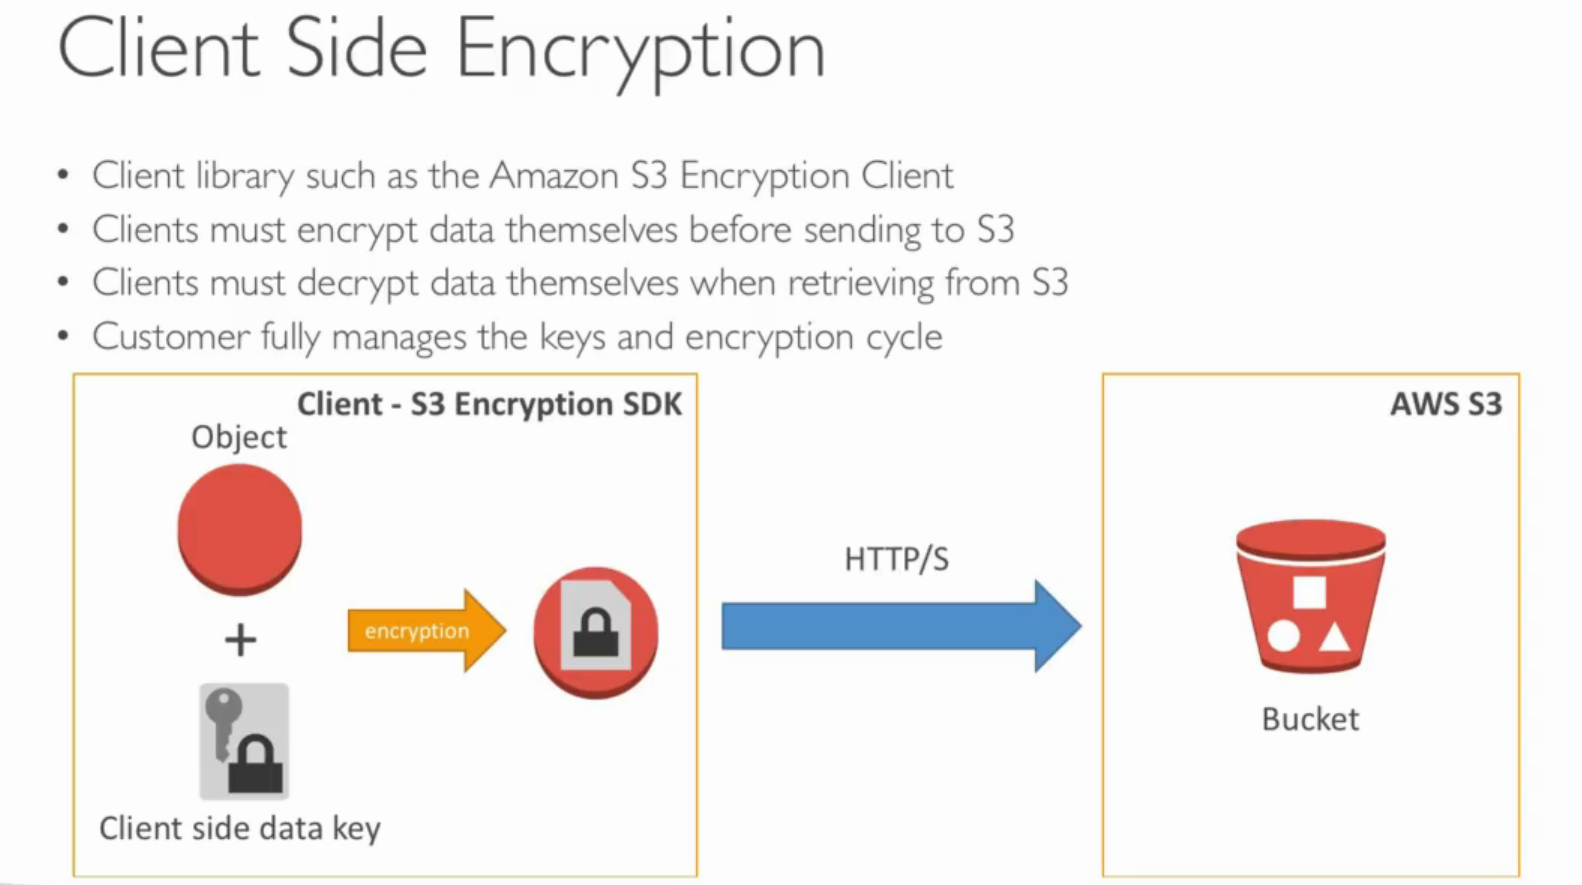 Client Side Encryption
• Client library such as the Amazon S3 Encryption Client
• Clients must encrypt data themselves before sending to S3
• Clients must decrypt data themselves when retrieving from S3
• Customer fully manages the keys and encryption cycle
Client - S3 Encryption SDK
Object
+
encryption
Client side data key
HTTP/S
AWS S3
Bucket